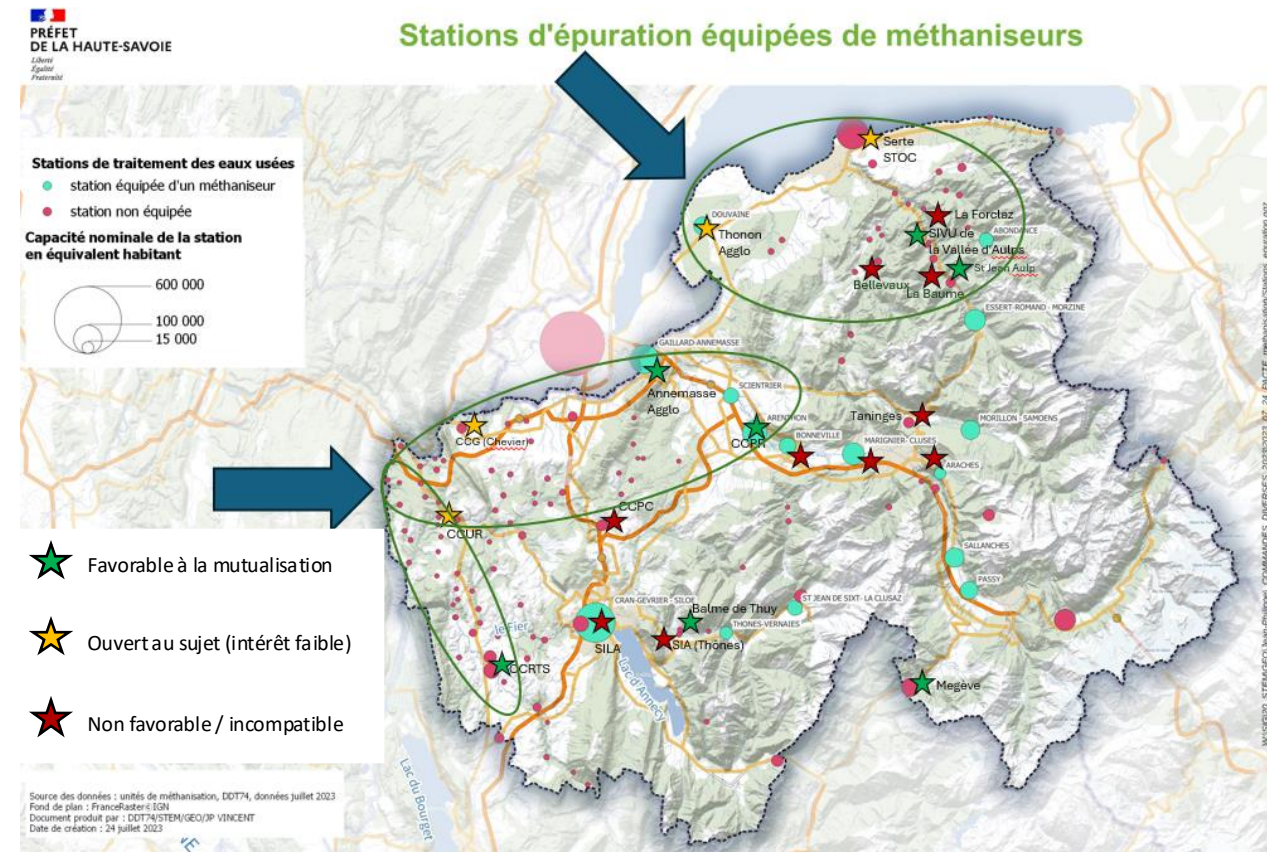 PRÉFET
DE LA HAUTE-SAVOIE
Liberté
Égalité
Fraternité
Stations d'épuration équipées de méthaniseurs
Stations de traitement des eaux usées
station équipée d'un méthaniseur
station non équipée
Capacité nominale de la station
en équivalent habitant
600 000
100 000
15 000
Serte
STOC
DOUVAINE
Thonon
Agglo
La Forclaz
SIVU de
la Vallée d'Aulps
ABONDANCE
St Jean Aulp
Bellevaux
La Baume
ESSERT-ROMAND - MORZINE
GAILLARD-ANNEMASSE
Annemasse
Agglo
SCIENTRIER
ARENTHON
CCPR
CCG (Chevier)
Taninges
MORILLON - SAMOENS
BONNEVILLE
MARIGNIER- CLUSES
ARACHES
CCUR
CCPC
SALLANCHES
PASSY
Favorable à la mutualisation
Ouvert au sujet (intérêt faible)
Non favorable / incompatible
CRAN-GEVRIER - SILOE
SILA
Balme de Thuy
ST JEAN DE SIXT- LA CLUSAZ
THONES-VERNAIES
SIA (Thônes)
le Fier
CCRTS
Lac d'Annecy
Megève
Lac du Bourget
Source des données : unités de méthanisation, DDT74, données juillet 2023
Fond de plan : FranceRaster©IGN
Document produit par : DDT74/STEM/GEO/JP VINCENT
Date de création : 24 juillet 2023